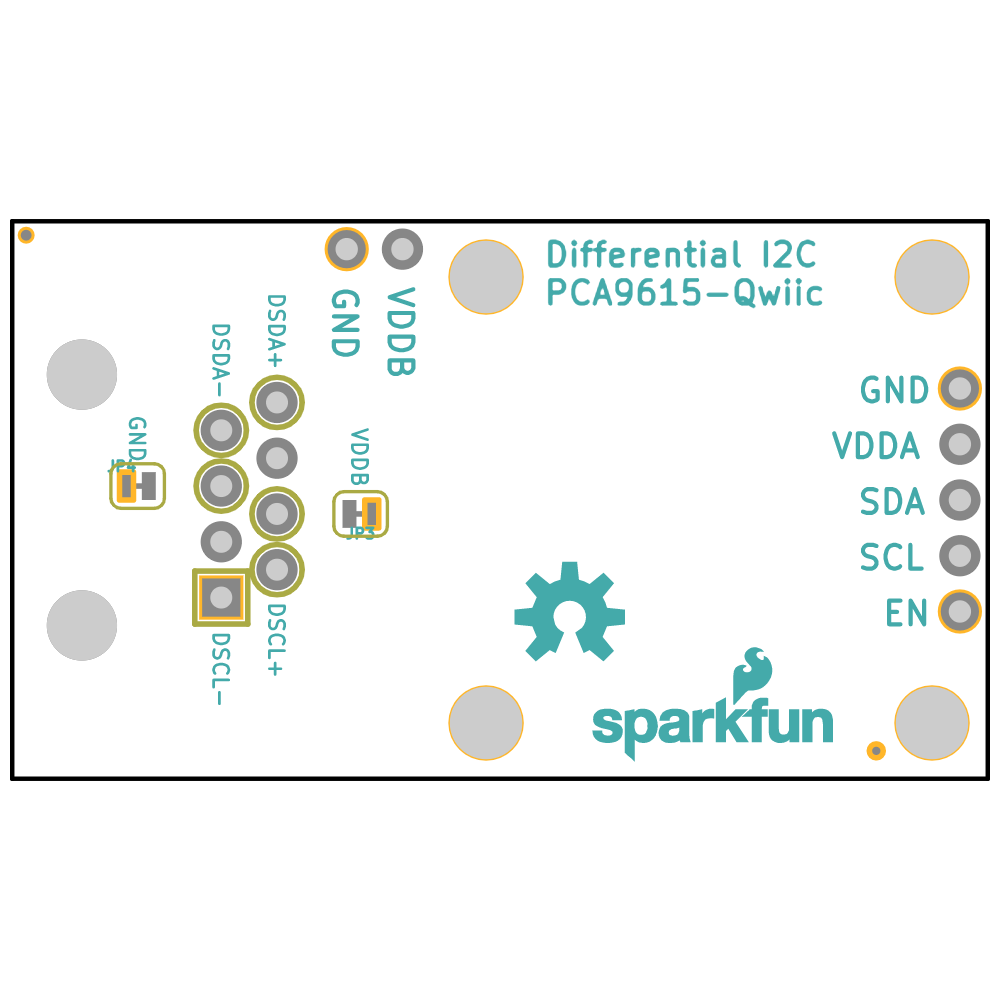 Differential I2C
PCA9615-Qwiic
GND
VDDB
DSDA+
DSDA-
GND
JP4
VDDB
JP3
DSCL+
DSCL-
GND
VDDA
SDA
SCL
EN
sparkfun